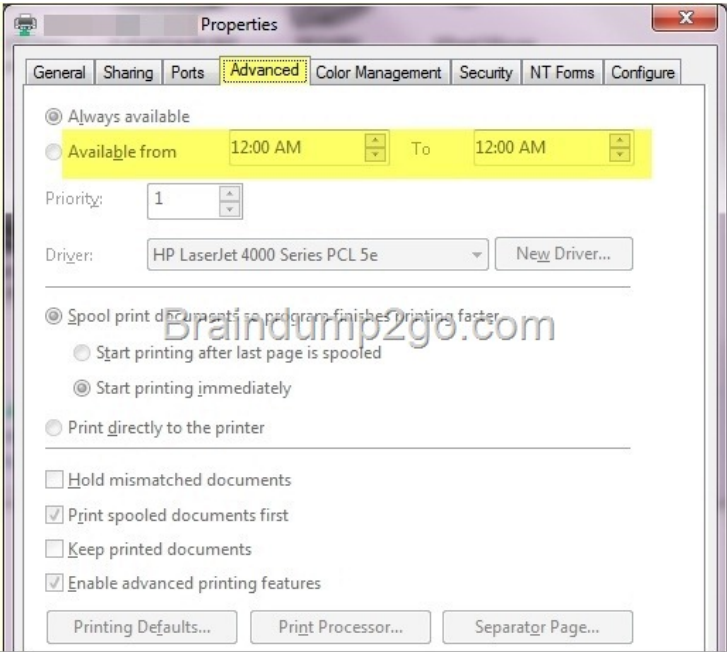 Properties
General Sharing Ports Advanced Color Management Security NT Forms Configure
Always available
Available from 12:00 AM To 12:00 AM
Priority: 1
Driver: HP LaserJet 4000 Series PCL 5e New Driver...
Spool print documents so program finishes printing faster
Braindump2go.com
Start printing after last page is spooled
Start printing immediately
Print directly to the printer
Hold mismatched documents
Print spooled documents first
Keep printed documents
Enable advanced printing features
Printing Defaults... Print Processor... Separator Page...